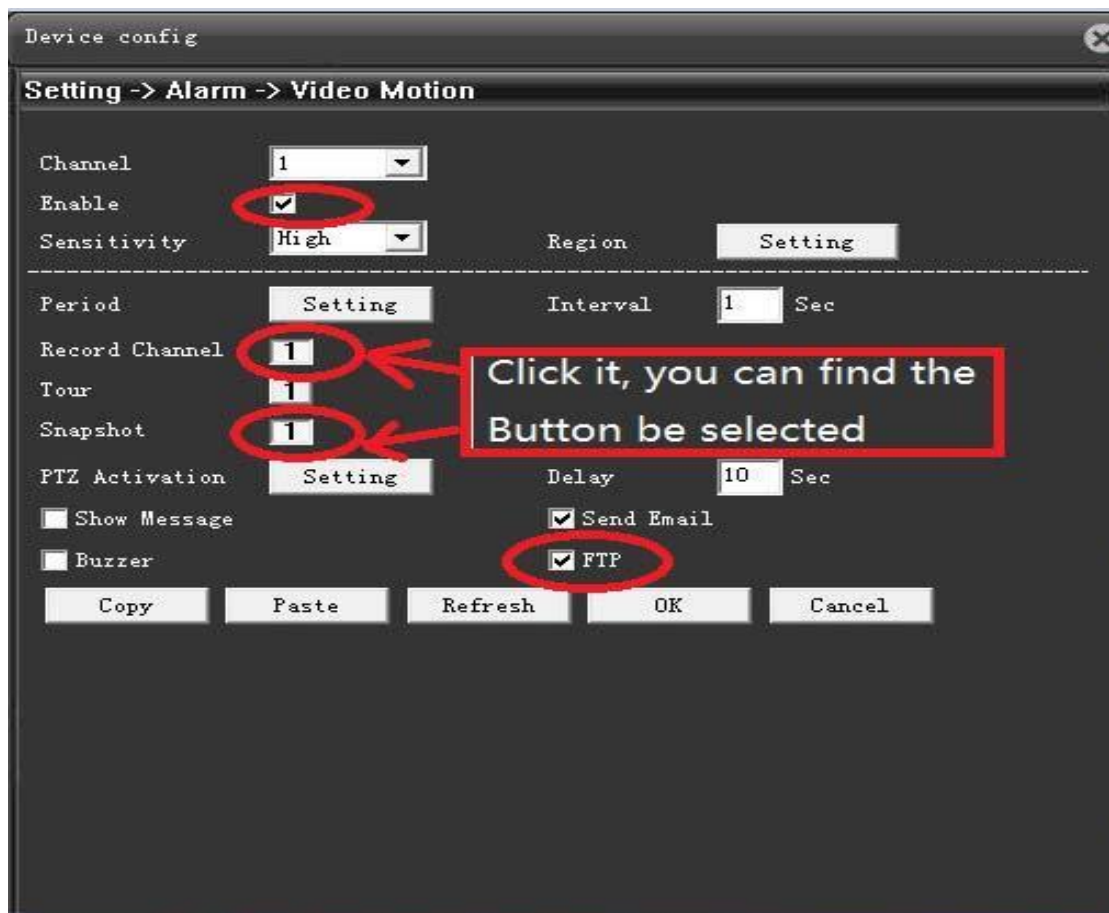 Device config
Setting -> Alarm -> Video Motion
Channel 1
Enable
Sensitivity High Region Setting
Period Setting Interval 1 Sec
Record Channel 1
Click it, you can find the
Tour 1
Button be selected
Snapshot 1
PTZ Activation Setting Delay 10 Sec
Show Message Send Email
Buzzer FTP
Copy Paste Refresh OK Cancel